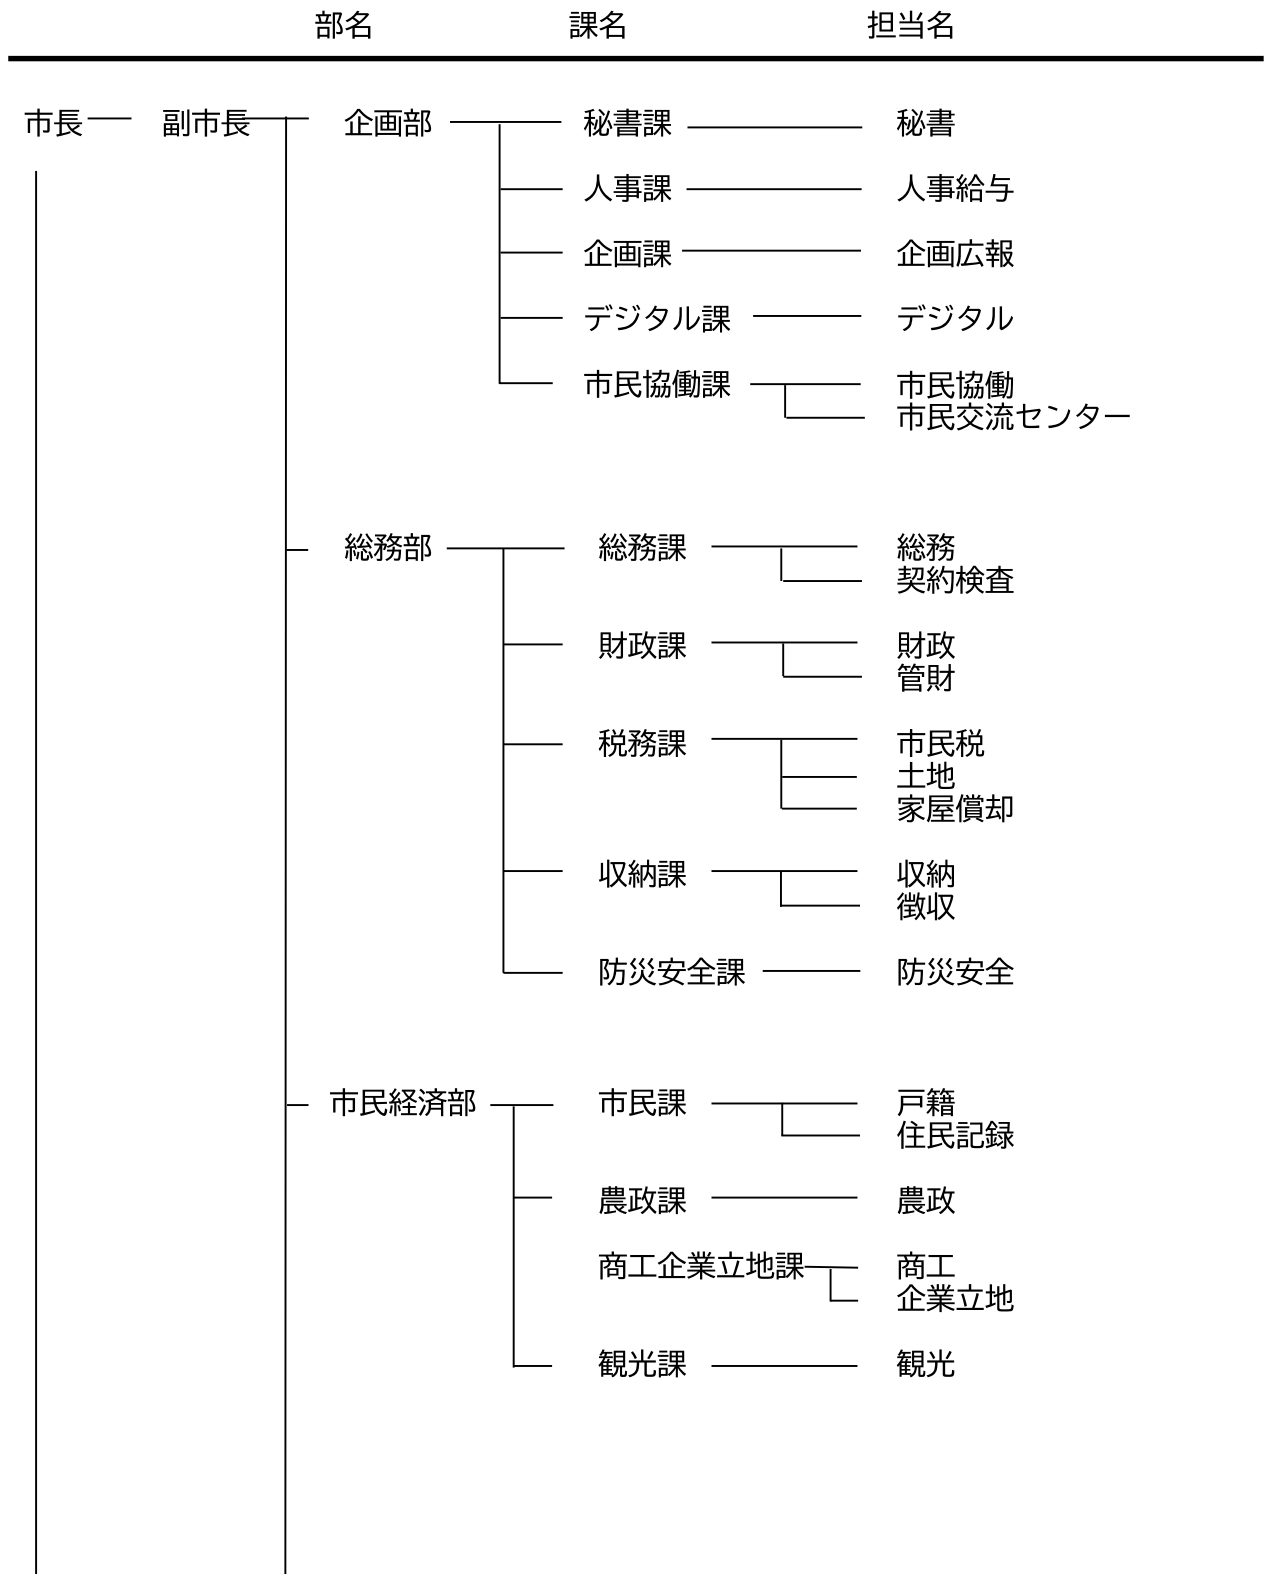 部名 課名 担当名
市長 副市長 企画部 秘書課 秘書
人事課 人事給与
企画課 企画広報
デジタル課 デジタル
市民協働課 市民協働
市民交流センター
総務部 総務課 総務
契約検査
財政課 財政
管財
税務課 市民税
土地
家屋償却
収納課 収納
徴収
防災安全課 防災安全
市民経済部 市民課 戸籍
住民記録
農政課 農政
商工企業立地課 商工
企業立地
観光課 観光